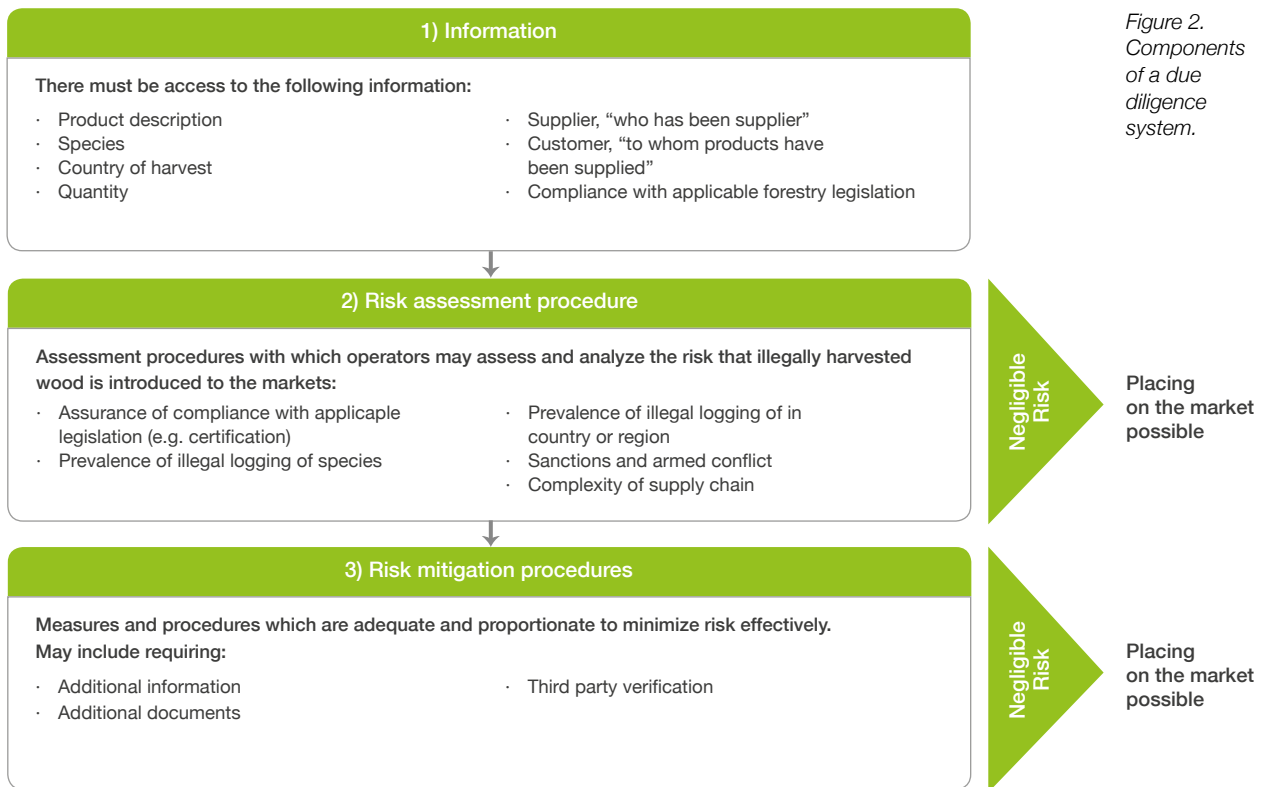 1) Information
There must be access to the following information:
· Product description
· Species
· Country of harvest
· Quantity
· Supplier, “who has been supplier”
· Customer, “to whom products have
been supplied”
· Compliance with applicable forestry legislation
Figure 2.
Components
of a due
diligence
system.
2) Risk assessment procedure
Assessment procedures with which operators may assess and analyze the risk that illegally harvested
wood is introduced to the markets:
· Assurance of compliance with applicaple
legislation (e.g. certification)
· Prevalence of illegal logging of species
· Prevalence of illegal logging of in
country or region
· Sanctions and armed conflict
· Complexity of supply chain
Negligible
Risk
Placing
on the market
possible
3) Risk mitigation procedures
Measures and procedures which are adequate and proportionate to minimize risk effectively.
May include requiring:
· Additional information
· Additional documents
· Third party verification
Negligible
Risk
Placing
on the market
possible